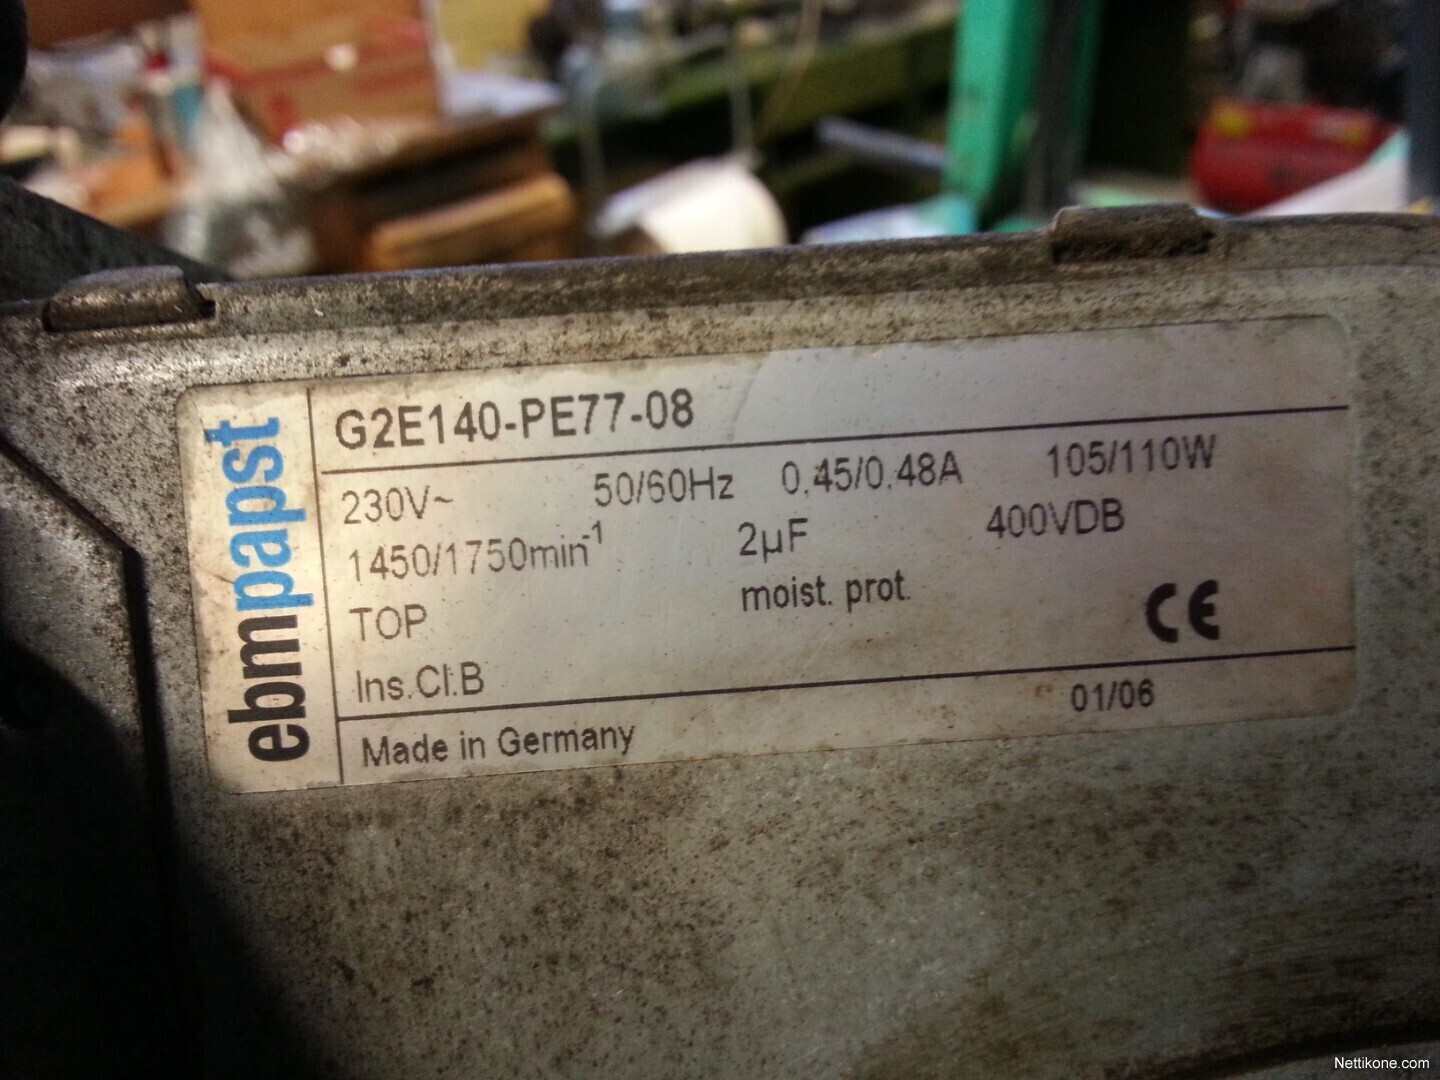 ebmpapst
G2E140-PE77-08
230V~ 50/60Hz 0,45/0,48A 105/110W
1450/1750min⁻¹ 2µF 400VDB
TOP moist. prot.
CE
Ins.Cl.B
Made in Germany 01/06
Nettikone.com